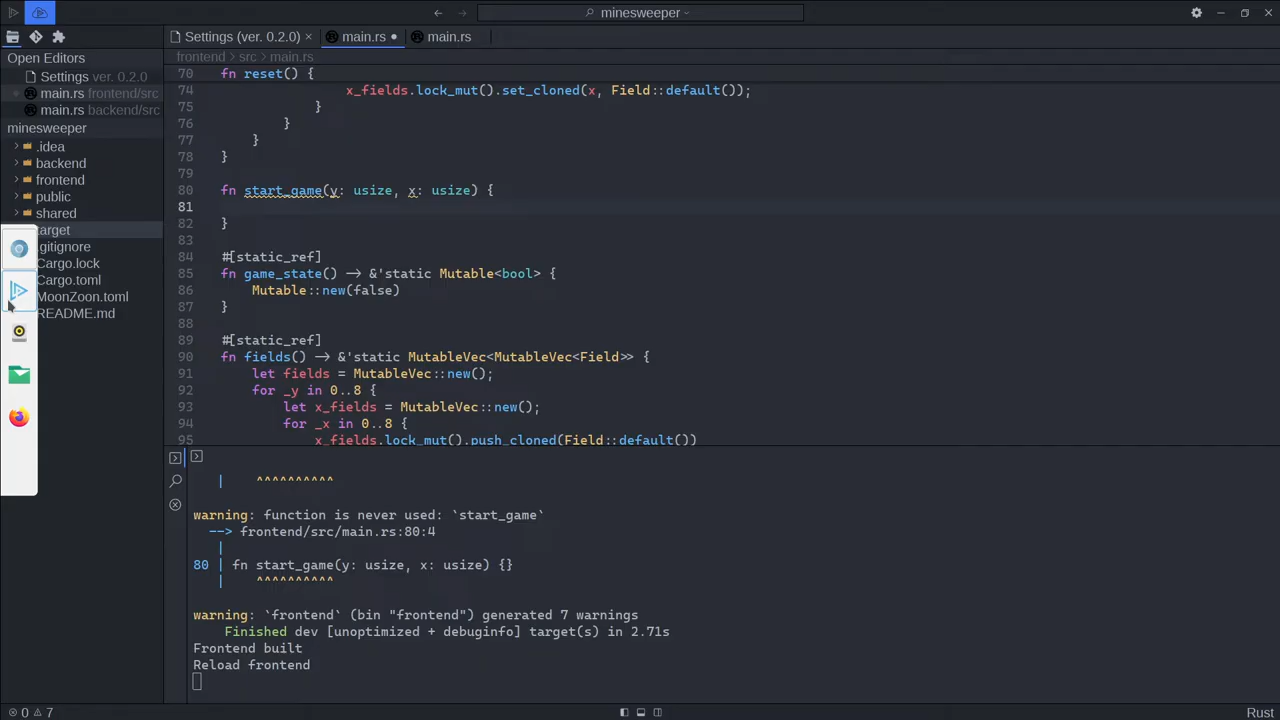 minesweeper
Settings (ver. 0.2.0) ×
main.rs
main.rs
Open Editors
Settings ver. 0.2.0
main.rs frontend/src
main.rs backend/src
minesweeper
.idea
backend
frontend
public
shared
target
.gitignore
Cargo.lock
Cargo.toml
MoonZoon.toml
README.md
frontend › src › main.rs
70 fn reset() {
74 x_fields.lock_mut().set_cloned(x, Field::default());
75 }
76 }
77 }
78 }
79
80 fn start_game(y: usize, x: usize) {
81
82 }
83
84 #[static_ref]
85 fn game_state() -> &'static Mutable<bool> {
86 Mutable::new(false)
87 }
88
89 #[static_ref]
90 fn fields() -> &'static MutableVec<MutableVec<Field>> {
91 let fields = MutableVec::new();
92 for _y in 0..8 {
93 let x_fields = MutableVec::new();
94 for _x in 0..8 {
95 x_fields.lock_mut().push_cloned(Field::default())
| ^^^^^^^^^^
warning: function is never used: `start_game`
--> frontend/src/main.rs:80:4
|
80 | fn start_game(y: usize, x: usize) {}
| ^^^^^^^^^^
warning: `frontend` (bin "frontend") generated 7 warnings
Finished dev [unoptimized + debuginfo] target(s) in 2.71s
Frontend built
Reload frontend
0 7
Rust